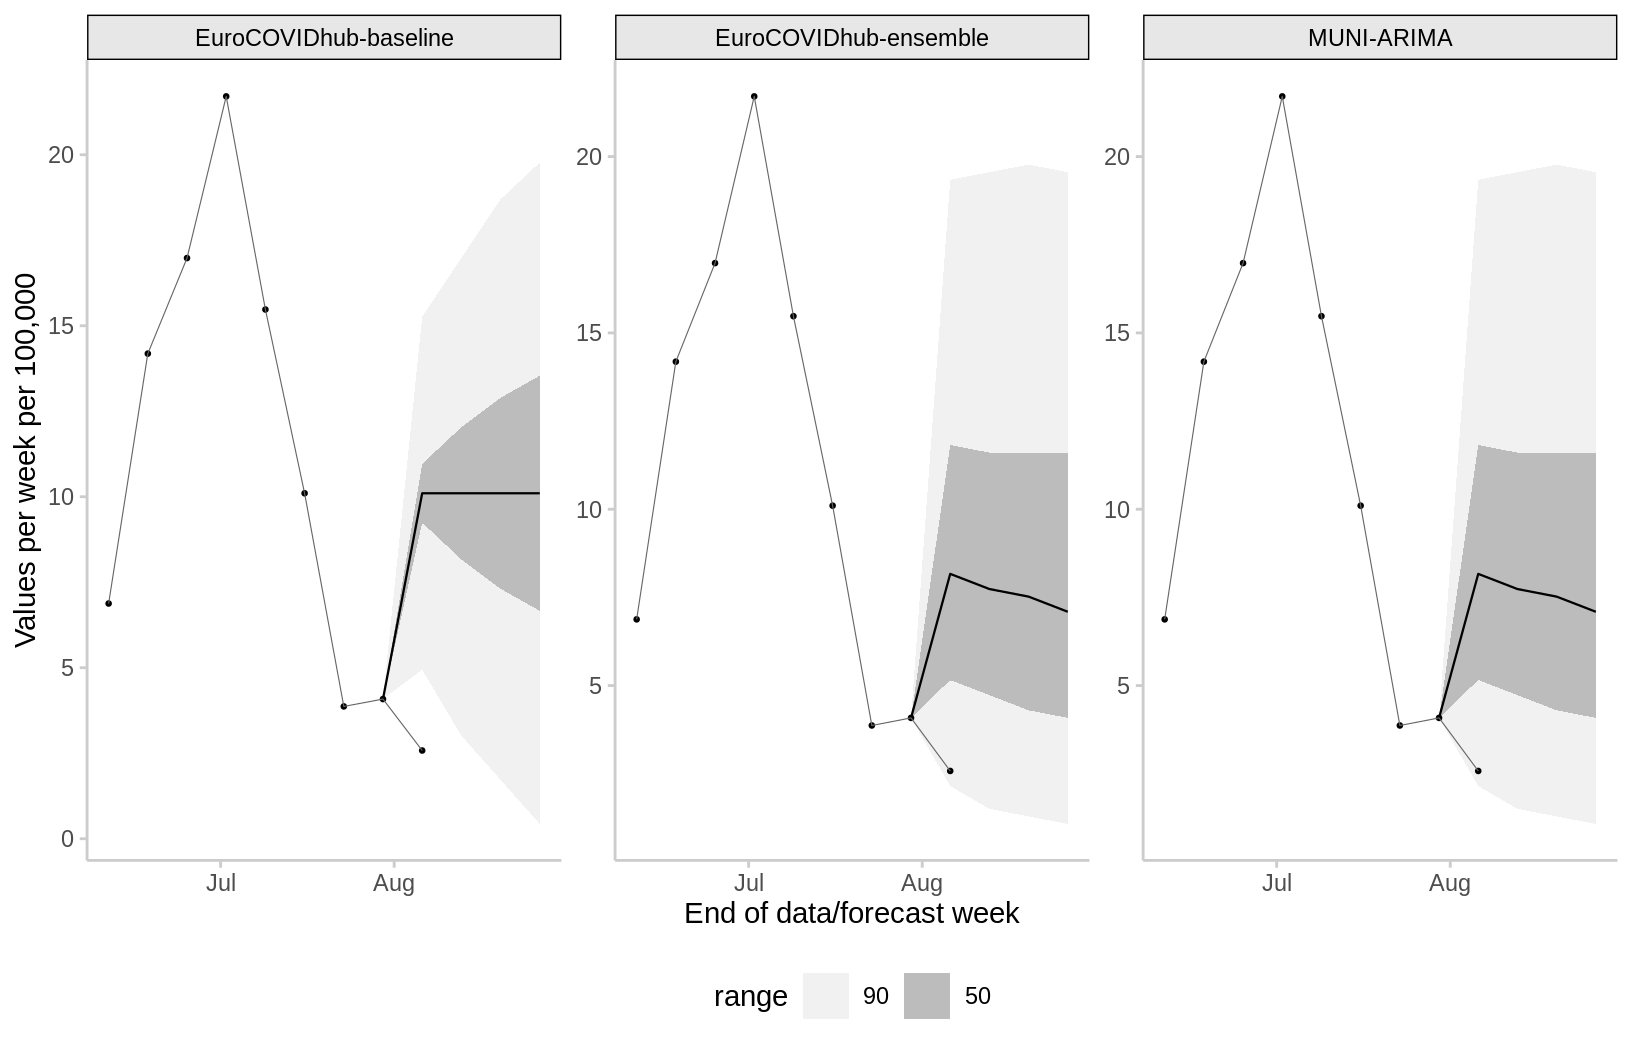 EuroCOVIDhub-baseline
EuroCOVIDhub-ensemble
MUNI-ARIMA
Values per week per 100,000
20
15
10
5
0
20
15
10
5
20
15
10
5
Jul Aug
Jul Aug
Jul Aug
End of data/forecast week
range 90 50